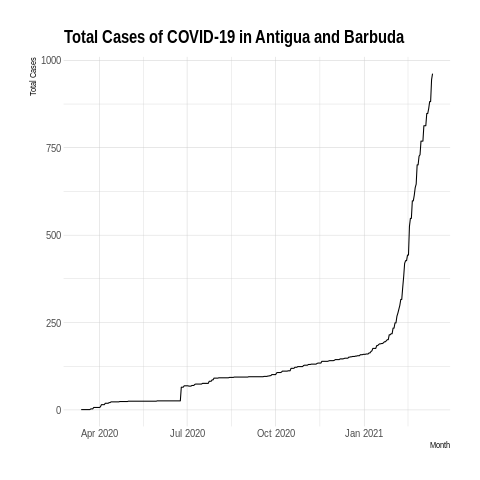 Total Cases of COVID-19 in Antigua and Barbuda
Total Cases
1000
750
500
250
0
Apr 2020 Jul 2020 Oct 2020 Jan 2021
Month